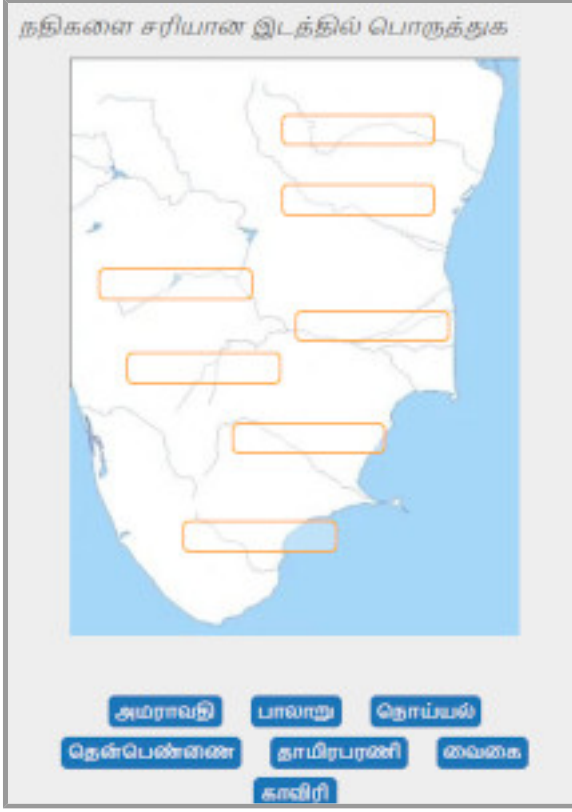 நதிகளை சரியான இடத்தில் பொருத்துக
அமராவதி பாலாறு நொய்யல்
தென்பெண்ணை தாமிரபரணி வைகை
காவிரி